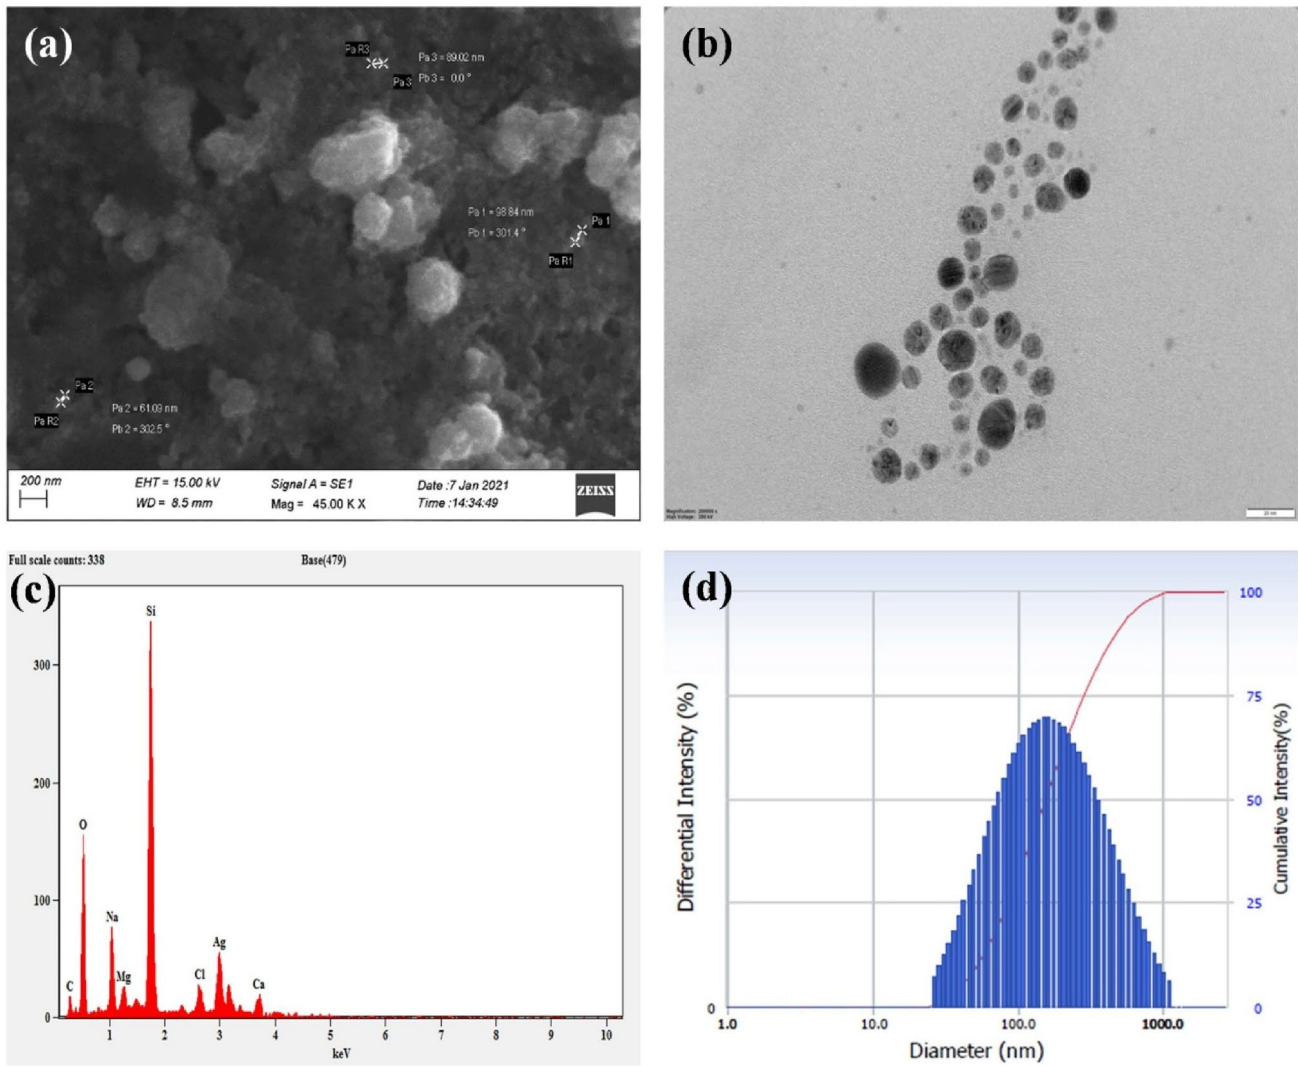 (a)
Pa R3
Pa 3
Pa 3 = 89.02 nm
Pb 3 = 0.0 °
Pa 1 = 98.84 nm
Pb 1 = 301.4 °
Pa 1
Pa R1
Pa 2
Pa R2
Pa 2 = 61.09 nm
Pb 2 = 302.5 °
200 nm
EHT = 15.00 kV
Signal A = SE1
Date :7 Jan 2021
WD = 8.5 mm
Mag = 45.00 K X
Time :14:34:49
ZEISS
(b)
20 nm
Full scale counts: 338
Base(479)
(c)
Si
O
Na
Mg
C
Cl
Ag
Ca
300
200
100
0
1 2 3 4 5 6 7 8 9 10
keV
(d)
Differential Intensity (%)
Cumulative Intensity(%)
100
75
50
25
0
0
1.0 10.0 100.0 1000.0
Diameter (nm)